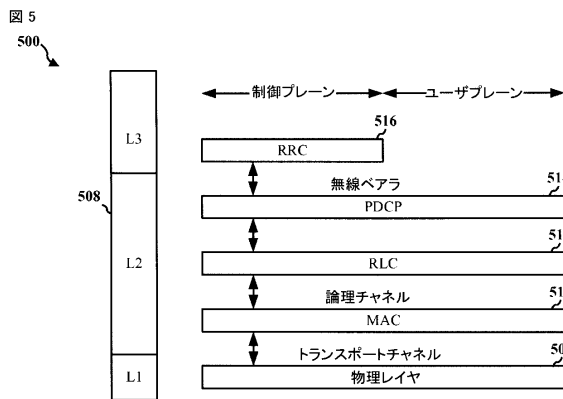 図 5
500
制御プレーン
ユーザプレーン
516
L3
RRC
無線ベアラ
508
PDCP
L2
RLC
論理チャネル
MAC
トランスポートチャネル
L1
物理レイヤ